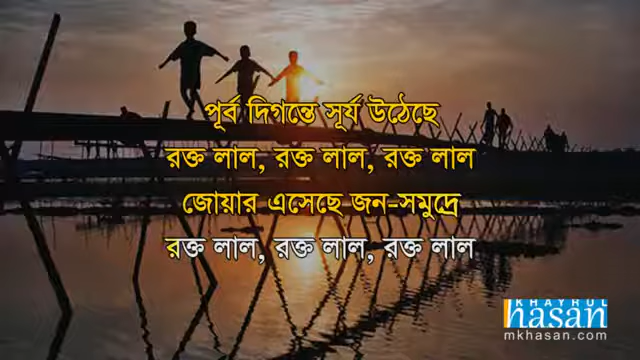 পূর্ব দিগন্তে সূর্য উঠেছে
রক্ত লাল, রক্ত লাল, রক্ত লাল
জোয়ার এসেছে জন-সমুদ্রে
রক্ত লাল, রক্ত লাল, রক্ত লাল
KHAYRUL
hasan
mkhasan.com